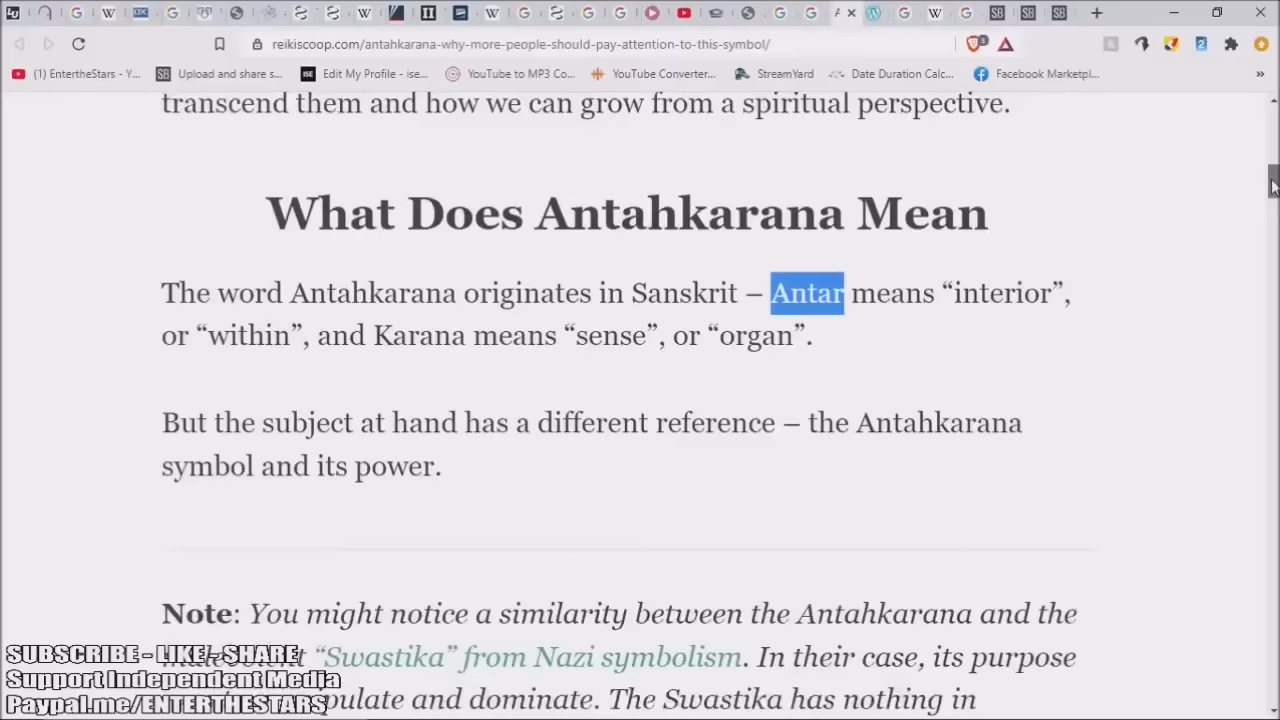 reikiscoop.com/antahkarana-why-more-people-should-pay-attention-to-this-symbol/
(1) EntertheStars - Y...
Upload and share s...
Edit My Profile - ise...
YouTube to MP3 Co...
YouTube Converter...
StreamYard
Date Duration Calc...
Facebook Marketpl...
transcend them and how we can grow from a spiritual perspective.
What Does Antahkarana Mean
The word Antahkarana originates in Sanskrit – Antar means “interior”,
or “within”, and Karana means “sense”, or “organ”.
But the subject at hand has a different reference – the Antahkarana
symbol and its power.
Note: You might notice a similarity between the Antahkarana and the
“Swastika” from Nazi symbolism. In their case, its purpose
and dominate. The Swastika has nothing in
SUBSCRIBE - LIKE - SHARE
Support Independent Media
Paypal.me/ENTERTHESTARS